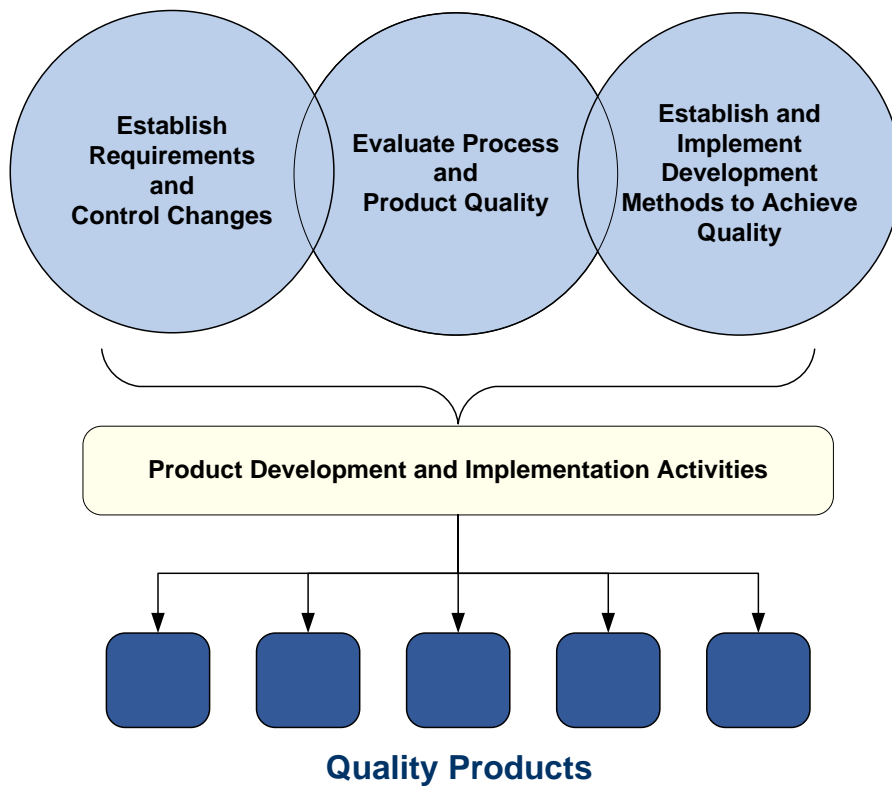 Establish
Requirements
and
Control Changes
Evaluate Process
and
Product Quality
Establish and
Implement
Development
Methods to Achieve
Quality
Product Development and Implementation Activities
Quality Products